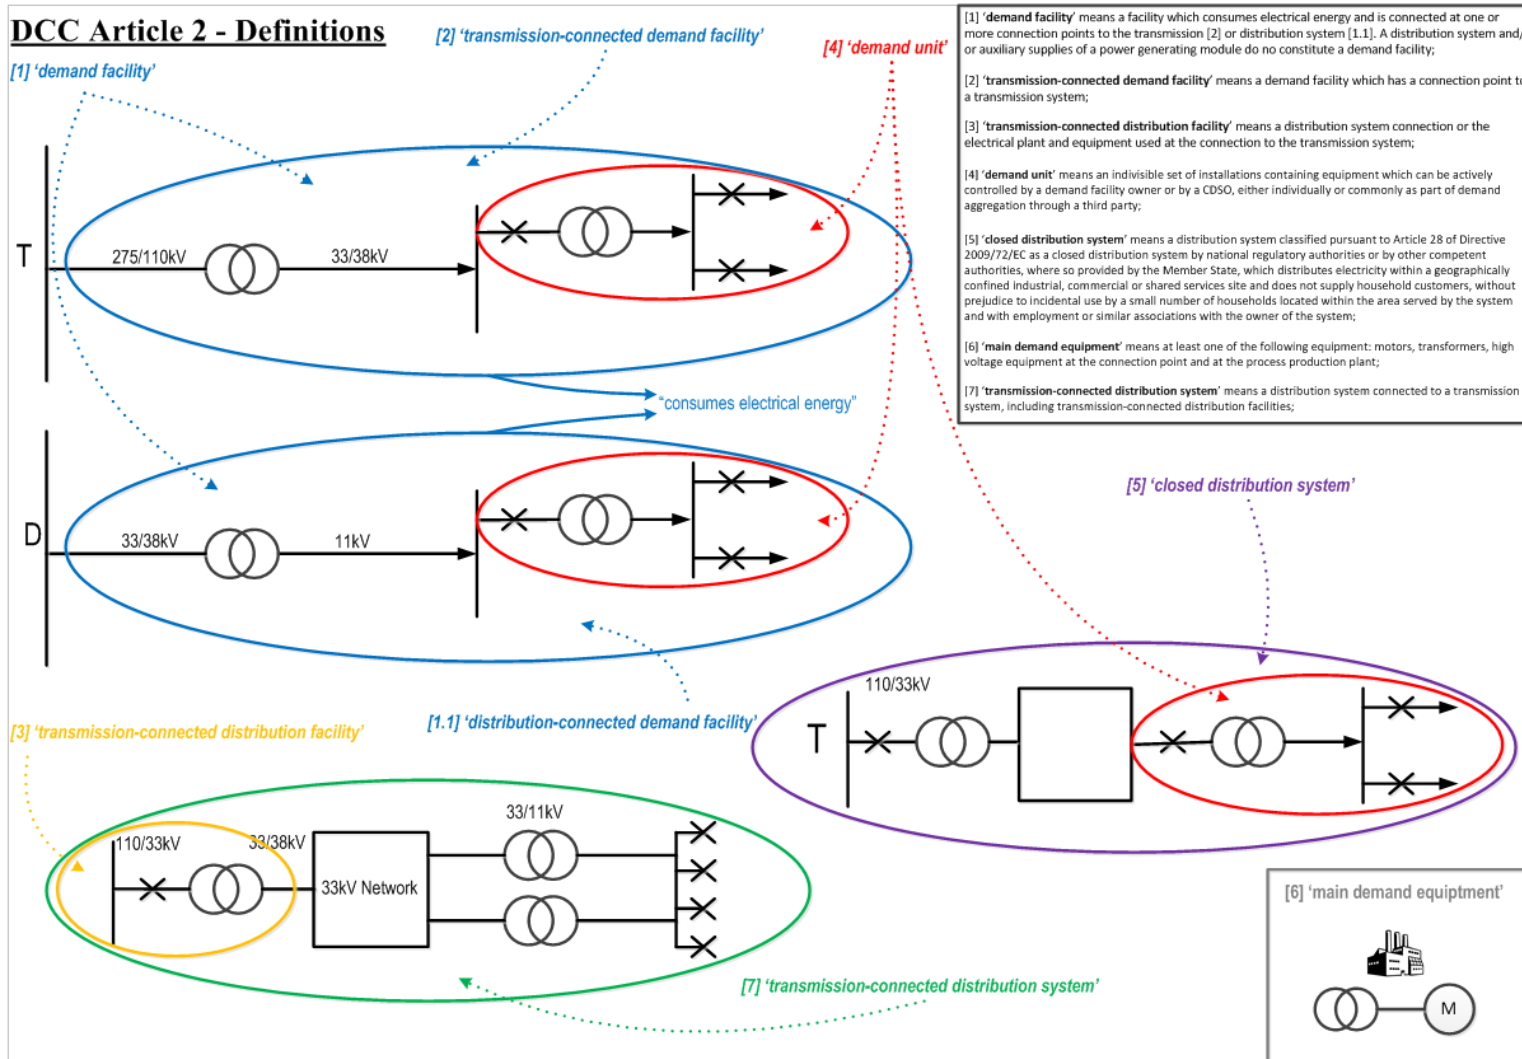 DCC Article 2 - Definitions
[1] ‘demand facility’
[2] ‘transmission-connected demand facility’
[4] ‘demand unit’
[1] ‘demand facility’ means a facility which consumes electrical energy and is connected at one or
more connection points to the transmission [2] or distribution system [1.1]. A distribution system and/
or auxiliary supplies of a power generating module do no constitute a demand facility;
[2] ‘transmission-connected demand facility’ means a demand facility which has a connection point to
a transmission system;
[3] ‘transmission-connected distribution facility’ means a distribution system connection or the
electrical plant and equipment used at the connection to the transmission system;
[4] ‘demand unit’ means an indivisible set of installations containing equipment which can be actively
controlled by a demand facility owner or by a CDSO, either individually or commonly as part of demand
aggregation through a third party;
[5] ‘closed distribution system’ means a distribution system classified pursuant to Article 28 of Directive
2009/72/EC as a closed distribution system by national regulatory authorities or by other competent
authorities, where so provided by the Member State, which distributes electricity within a geographically
confined industrial, commercial or shared services site and does not supply household customers, without
prejudice to incidental use by a small number of households located within the area served by the system
and with employment or similar associations with the owner of the system;
[6] ‘main demand equipment’ means at least one of the following equipment: motors, transformers, high
voltage equipment at the connection point and at the process production plant;
[7] ‘transmission-connected distribution system’ means a distribution system connected to a transmission
system, including transmission-connected distribution facilities;
T
275/110kV
33/38kV
“consumes electrical energy”
D
33/38kV
11kV
[5] ‘closed distribution system’
[1.1] ‘distribution-connected demand facility’
[3] ‘transmission-connected distribution facility’
T
110/33kV
110/33kV
33/38kV
33kV Network
33/11kV
[7] ‘transmission-connected distribution system’
[6] ‘main demand equiptment’
M